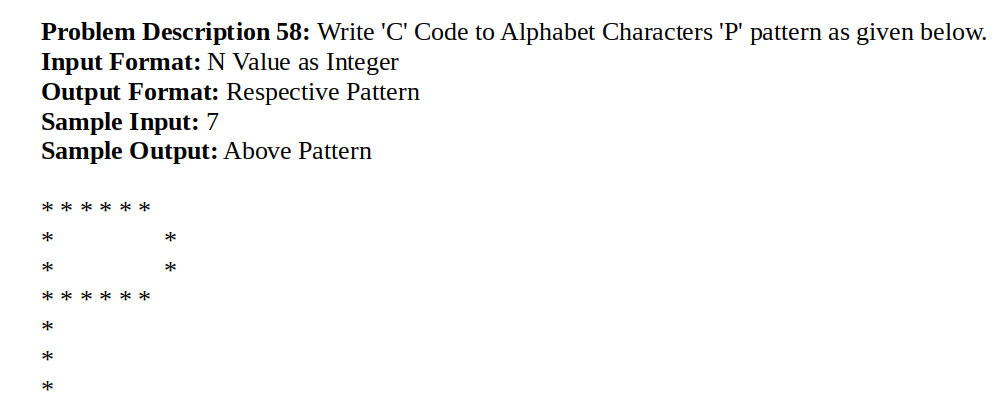 Problem Description 58: Write 'C' Code to Alphabet Characters 'P' pattern as given below.
Input Format: N Value as Integer
Output Format: Respective Pattern
Sample Input: 7
Sample Output: Above Pattern
* * * * * *
*         *
*         *
* * * * * *
*
*
*